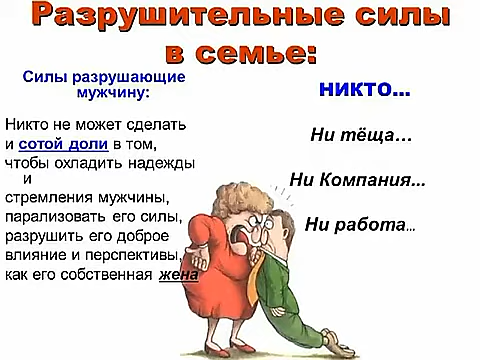 Разрушительные силы
в семье:
Силы разрушающие
мужчину:
Никто не может сделать
и сотой доли в том,
чтобы охладить надежды
и
стремления мужчины,
парализовать его силы,
разрушить его доброе
влияние и перспективы,
как его собственная жена
никто...
Ни тёща...
Ни Компания...
Ни работа...